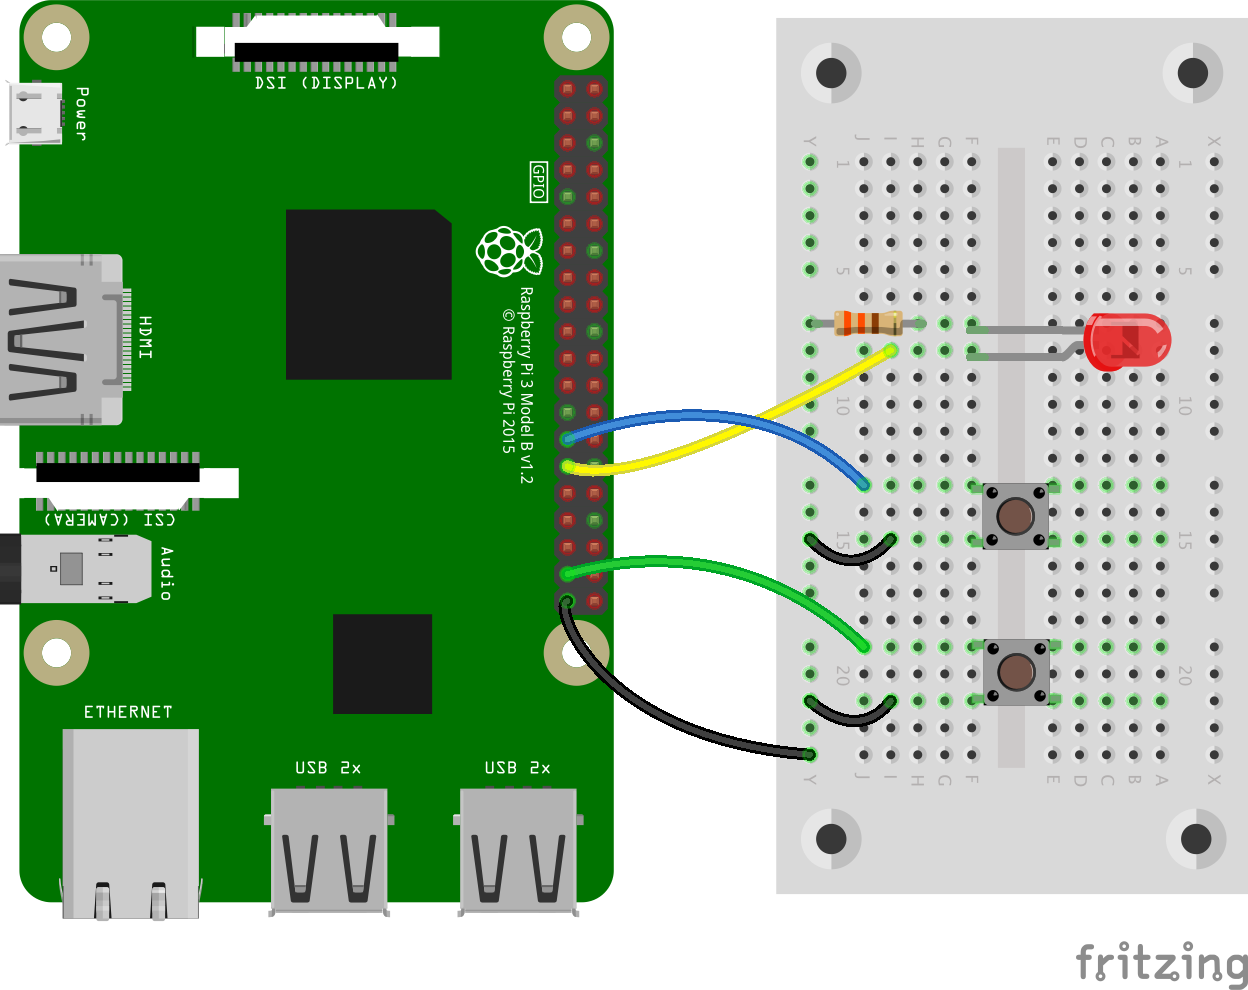 DSI (DISPLAY)
Power
GPIO
HDMI
Raspberry Pi 3 Model B v1.2
© Raspberry Pi 2015
CSI (CAMERA)
Audio
ETHERNET
USB 2x
USB 2x
Y J I H G F E D C B A X
1 1
5 5
10 10
15 15
20 20
Y J I H G F E D C B A X
fritzing